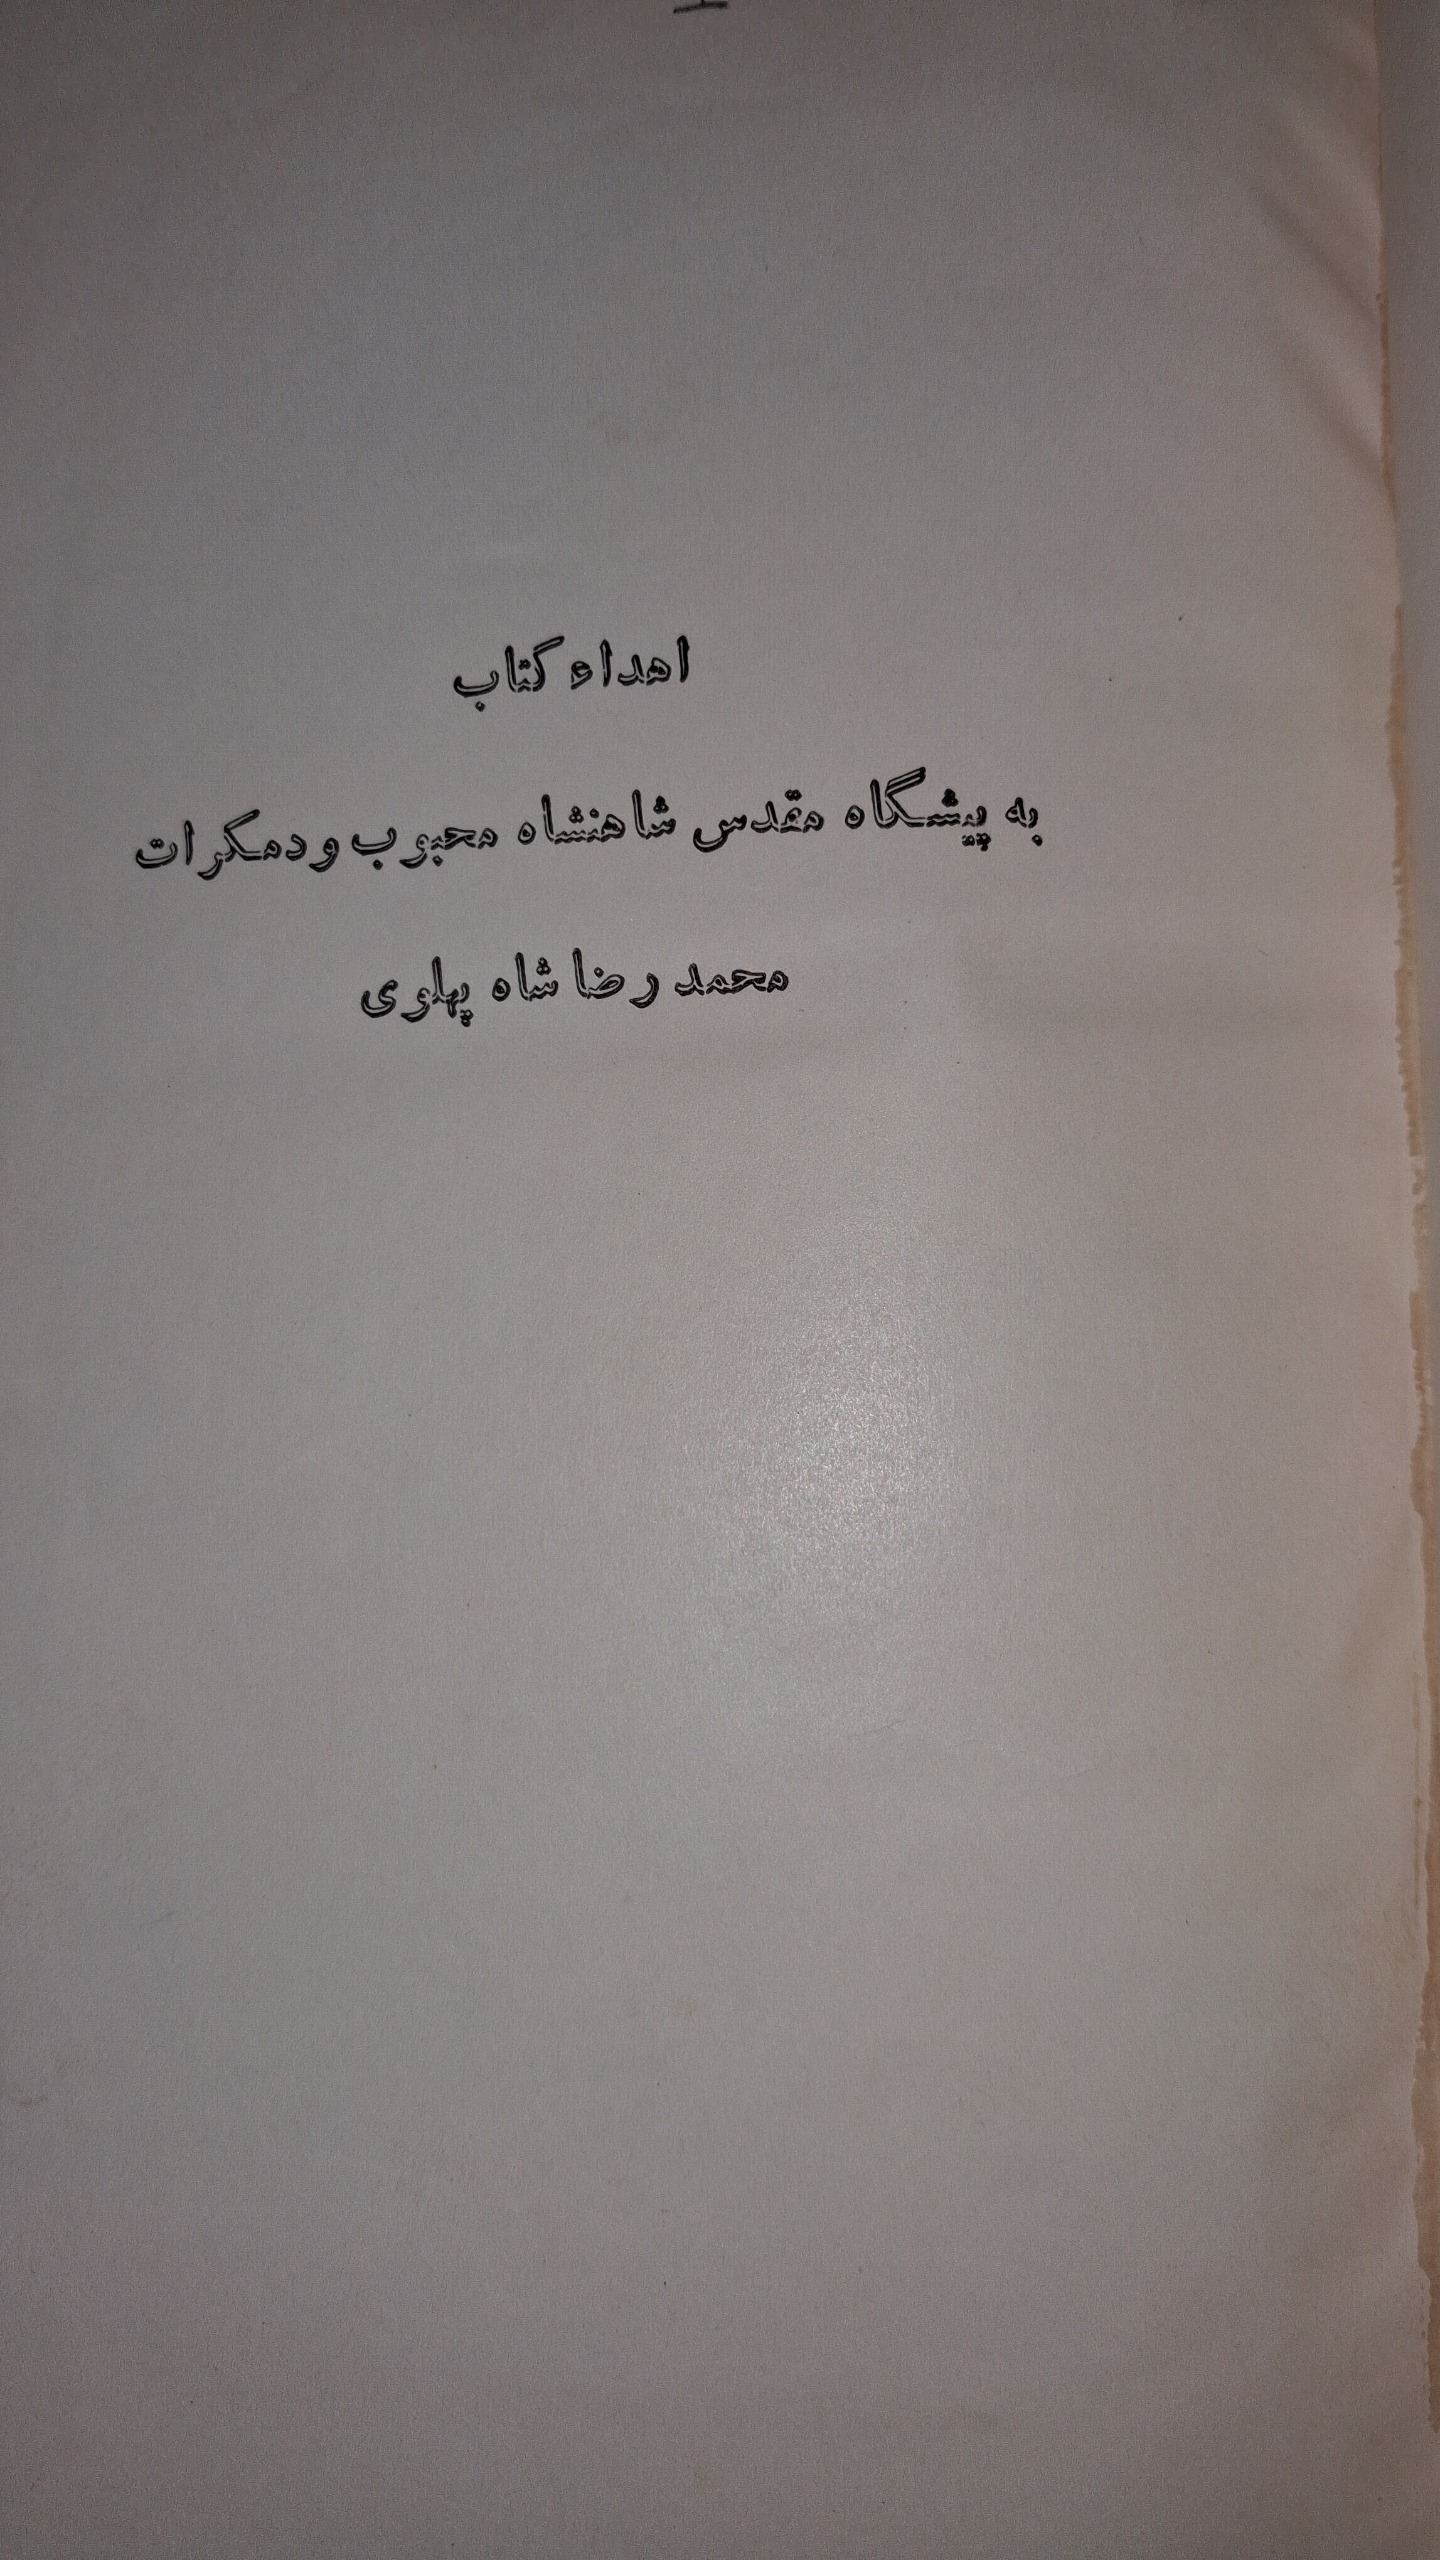 اهداء کتاب
به پیشگاه مقدس شاهنشاه محبوب و دمکرات
محمد رضا شاه پهلوی